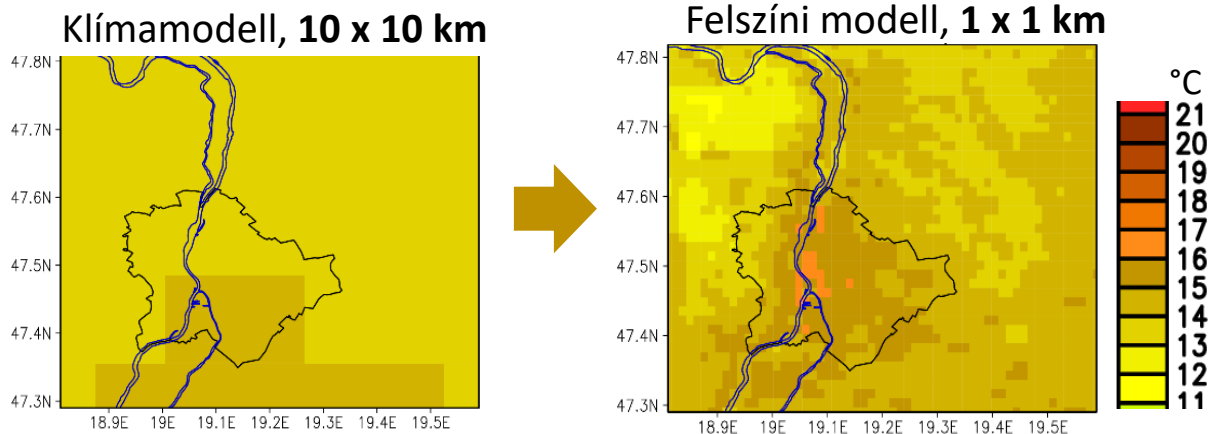 Klímamodell, 10 x 10 km
Felszíni modell, 1 x 1 km
47.8N
47.7N
47.6N
47.5N
47.4N
47.3N
18.9E 19E 19.1E 19.2E 19.3E 19.4E 19.5E
47.8N
47.7N
47.6N
47.5N
47.4N
47.3N
18.9E 19E 19.1E 19.2E 19.3E 19.4E 19.5E
°C
21
20
19
18
17
16
15
14
13
12
11